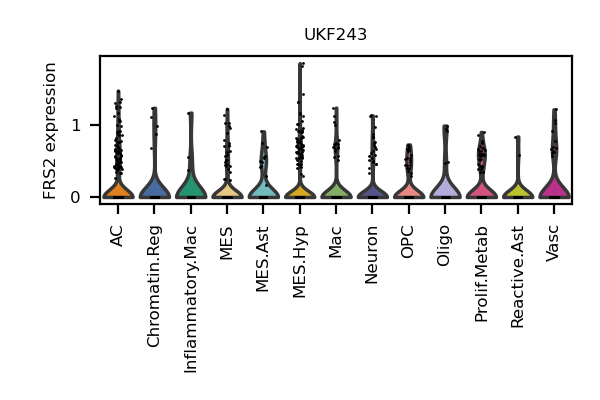 UKF243
FRS2 expression
1
0
AC
Chromatin.Reg
Inflammatory.Mac
MES
MES.Ast
MES.Hyp
Mac
Neuron
OPC
Oligo
Prolif.Metab
Reactive.Ast
Vasc